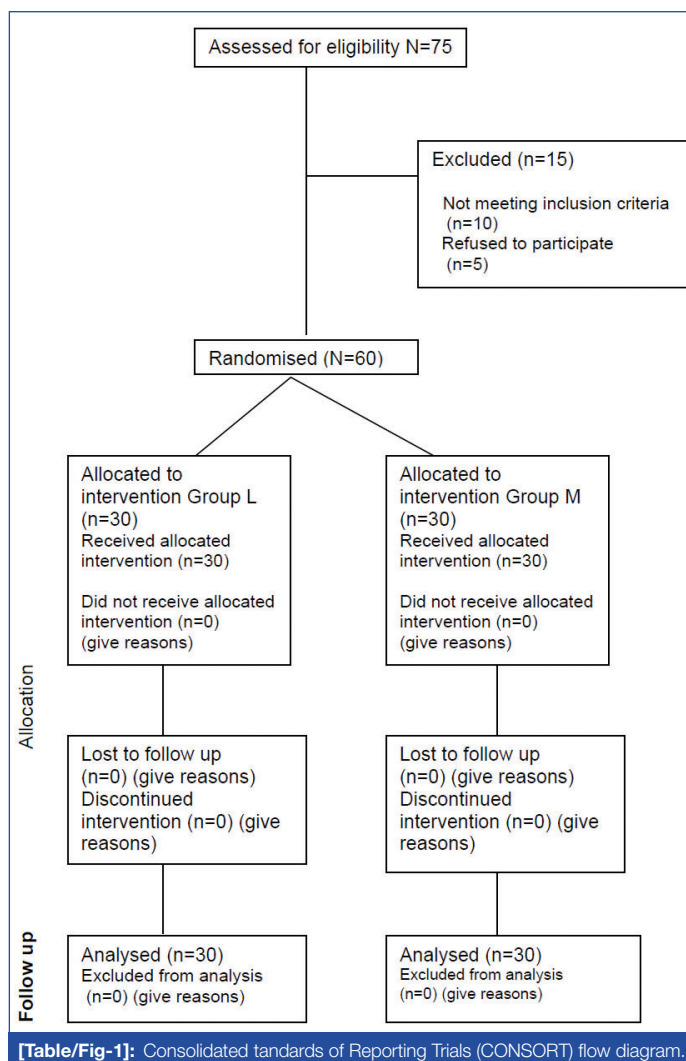 Assessed for eligibility N=75
Excluded (n=15)
Not meeting inclusion criteria
(n=10)
Refused to participate
(n=5)
Randomised (N=60)
Allocated to
intervention Group L
(n=30)
Received allocated
intervention (n=30)
Did not receive allocated
intervention (n=0)
(give reasons)
Allocated to
intervention Group M
(n=30)
Received allocated
intervention (n=30)
Did not receive allocated
intervention (n=0)
(give reasons)
Allocation
Lost to follow up
(n=0) (give reasons)
Discontinued
intervention (n=0) (give
reasons)
Lost to follow up
(n=0) (give reasons)
Discontinued
intervention (n=0) (give
reasons)
Follow up
Analysed (n=30)
Excluded from analysis
(n=0) (give reasons)
Analysed (n=30)
Excluded from analysis
(n=0) (give reasons)
[Table/Fig-1]: Consolidated tandards of Reporting Trials (CONSORT) flow diagram.